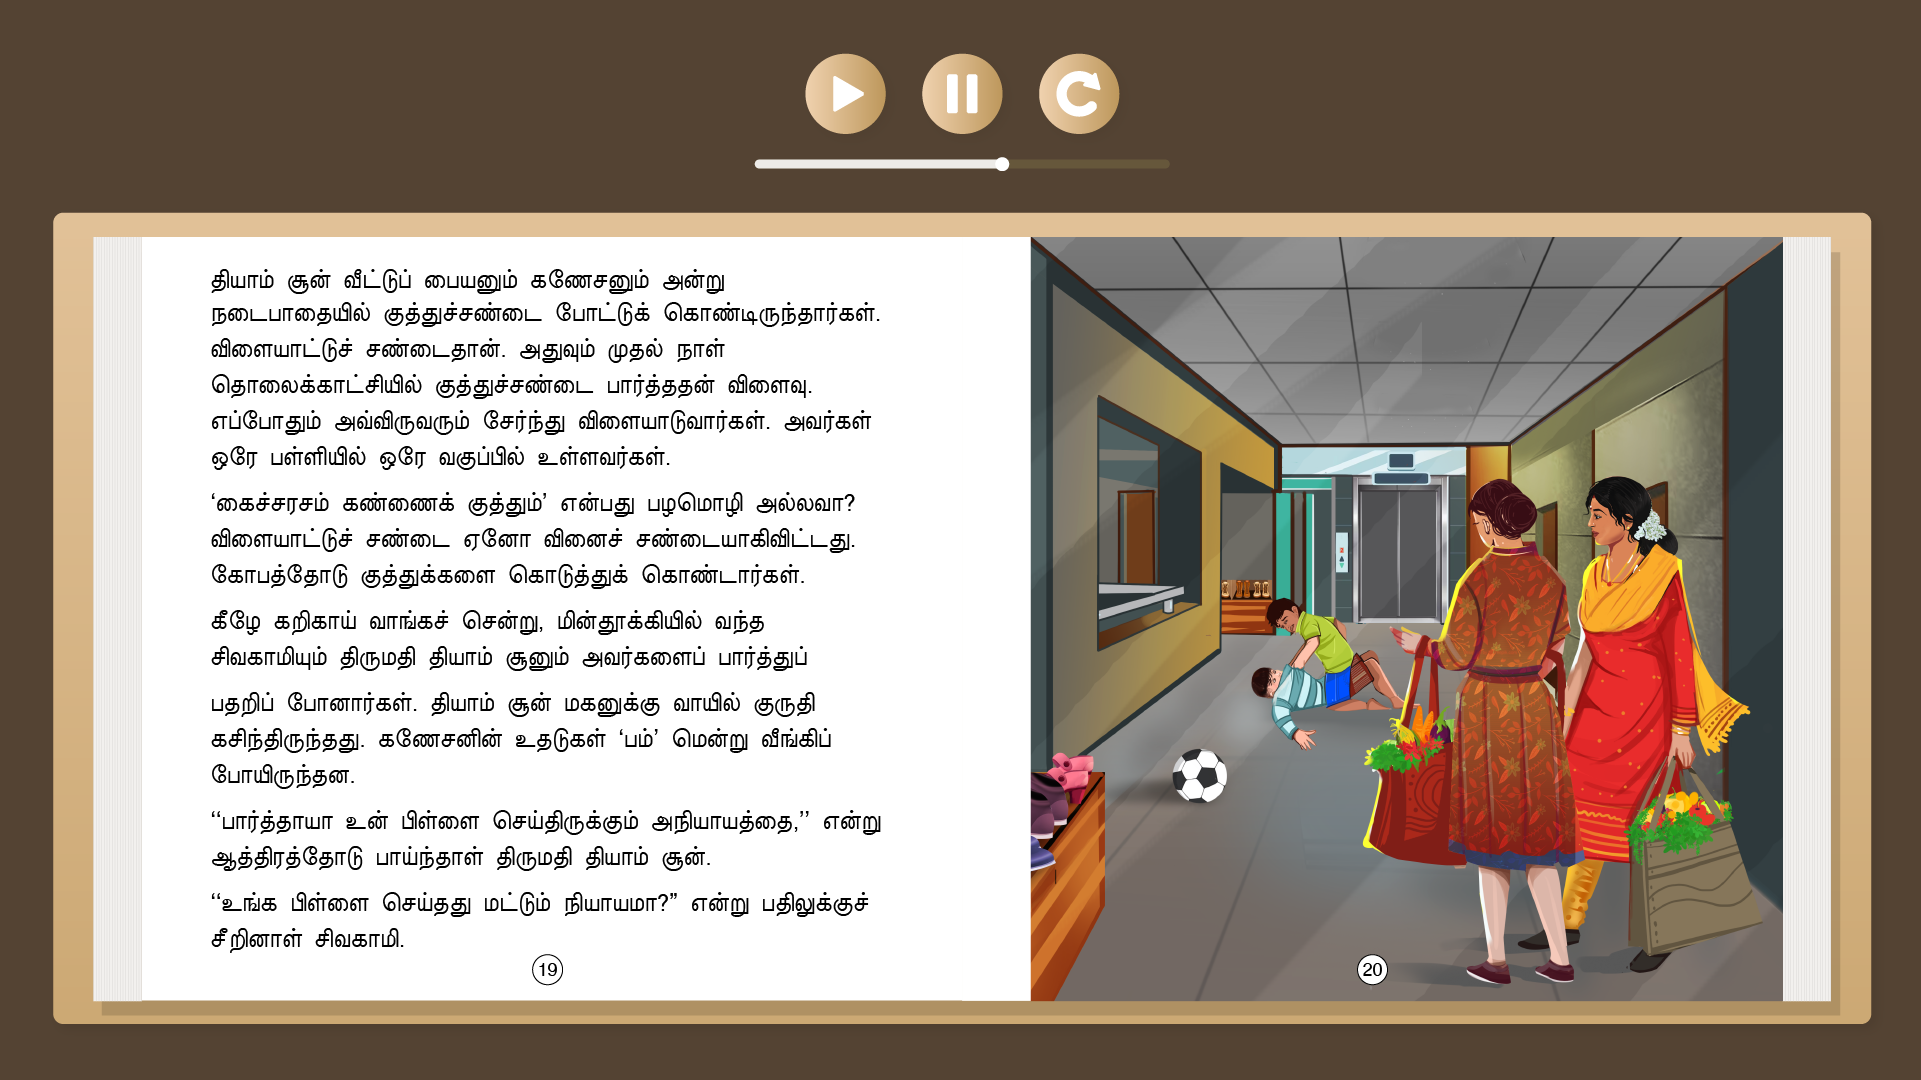 தியாம் சூன் வீட்டுப் பையனும் கணேசனும் அன்று
நடைபாதையில் குத்துச்சண்டை போட்டுக் கொண்டிருந்தார்கள்.
விளையாட்டுச் சண்டைதான். அதுவும் முதல் நாள்
தொலைக்காட்சியில் குத்துச்சண்டை பார்த்ததன் விளைவு.
எப்போதும் அவ்விருவரும் சேர்ந்து விளையாடுவார்கள். அவர்கள்
ஒரே பள்ளியில் ஒரே வகுப்பில் உள்ளவர்கள்.
‘கைச்சரசம் கண்ணைக் குத்தும்’ என்பது பழமொழி அல்லவா?
விளையாட்டுச் சண்டை ஏனோ வினைச் சண்டையாகிவிட்டது.
கோபத்தோடு குத்துக்களை கொடுத்துக் கொண்டார்கள்.
கீழே கறிகாய் வாங்கச் சென்று, மின்தூக்கியில் வந்த
சிவகாமியும் திருமதி தியாம் சூனும் அவர்களைப் பார்த்துப்
பதறிப் போனார்கள். தியாம் சூன் மகனுக்கு வாயில் குருதி
கசிந்திருந்தது. கணேசனின் உதடுகள் ‘பம்’ மென்று வீங்கிப்
போயிருந்தன.
‘‘பார்த்தாயா உன் பிள்ளை செய்திருக்கும் அநியாயத்தை,’’ என்று
ஆத்திரத்தோடு பாய்ந்தாள் திருமதி தியாம் சூன்.
‘‘உங்க பிள்ளை செய்தது மட்டும் நியாயமா?” என்று பதிலுக்குச்
சீறினாள் சிவகாமி.
19
20